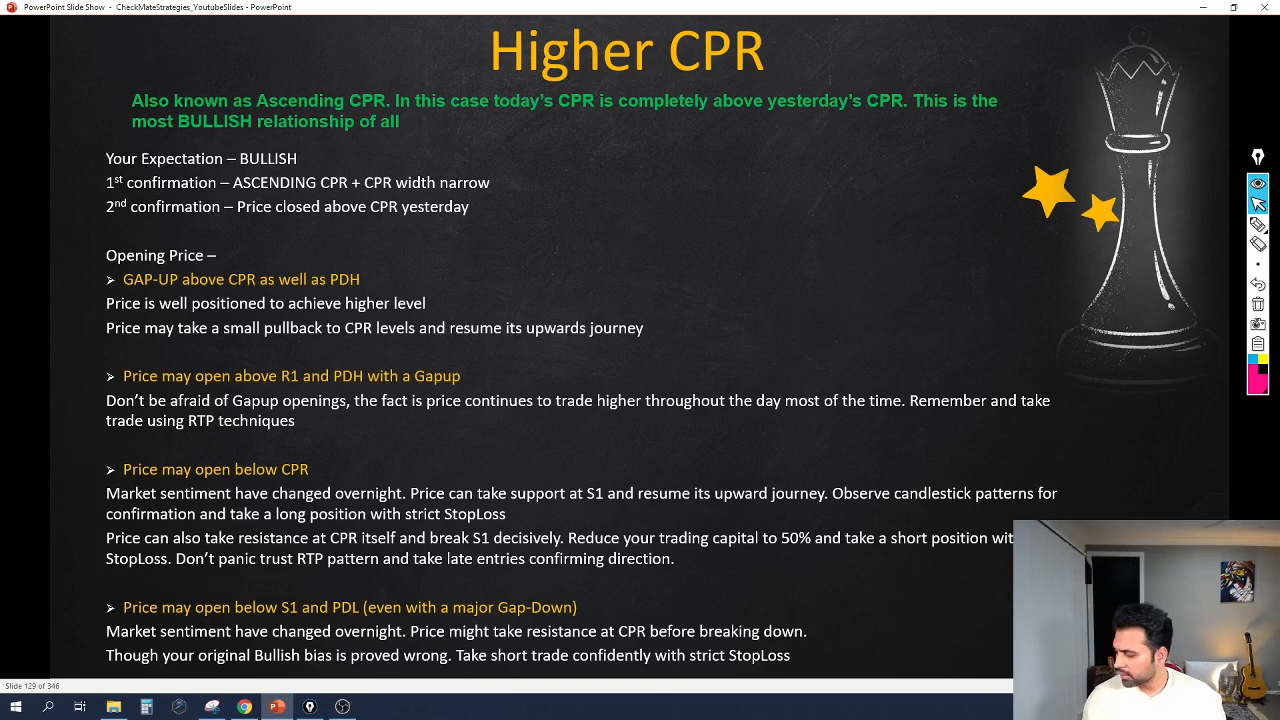 PowerPoint Slide Show - CheckMateStrategies_YoutubeSlides - PowerPoint
Higher CPR
Also known as Ascending CPR. In this case today's CPR is completely above yesterday's CPR. This is the
most BULLISH relationship of all
Your Expectation – BULLISH
1st confirmation – ASCENDING CPR + CPR width narrow
2nd confirmation – Price closed above CPR yesterday
Opening Price –
➢ GAP-UP above CPR as well as PDH
Price is well positioned to achieve higher level
Price may take a small pullback to CPR levels and resume its upwards journey
➢ Price may open above R1 and PDH with a Gapup
Don't be afraid of Gapup openings, the fact is price continues to trade higher throughout the day most of the time. Remember and take
trade using RTP techniques
➢ Price may open below CPR
Market sentiment have changed overnight. Price can take support at S1 and resume its upward journey. Observe candlestick patterns for
confirmation and take a long position with strict StopLoss
Price can also take resistance at CPR itself and break S1 decisively. Reduce your trading capital to 50% and take a short position wit
StopLoss. Don't panic trust RTP pattern and take late entries confirming direction.
➢ Price may open below S1 and PDL (even with a major Gap-Down)
Market sentiment have changed overnight. Price might take resistance at CPR before breaking down.
Though your original Bullish bias is proved wrong. Take short trade confidently with strict StopLoss
Slide 129 of 346